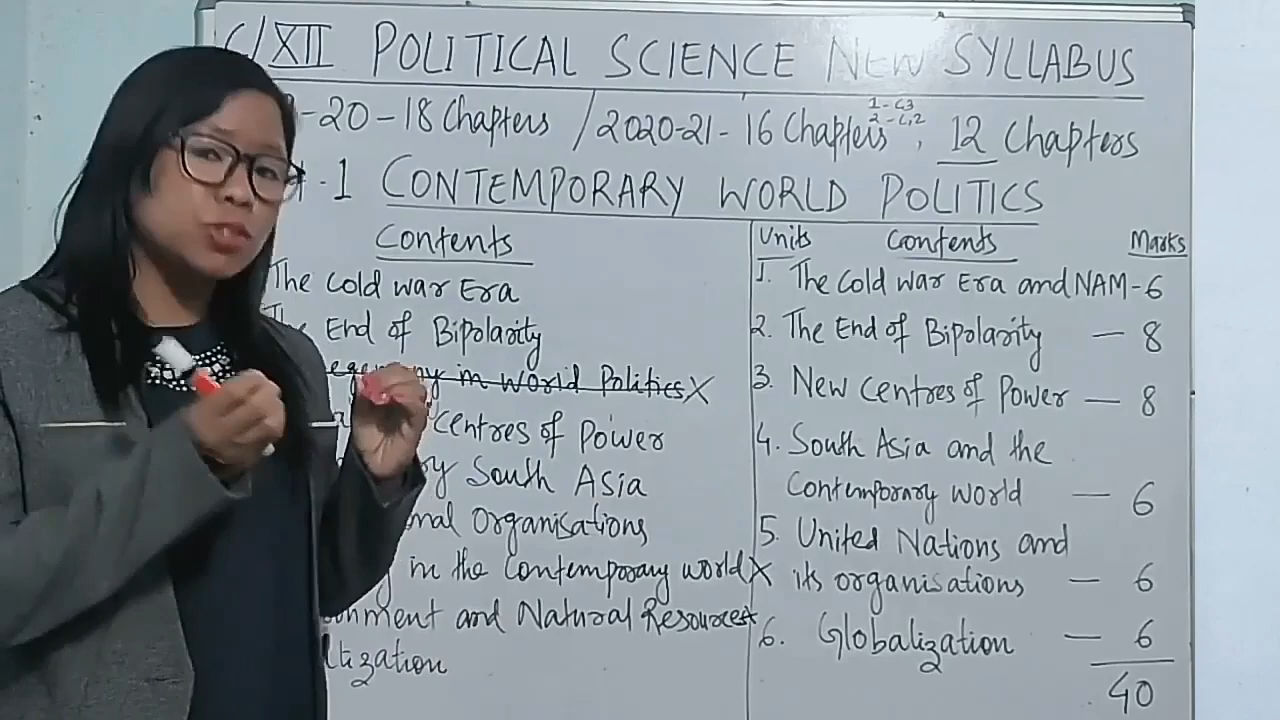 C/XII POLITICAL SCIENCE NEW SYLLABUS
-20-18 Chapters / 2020-21-16 Chapters, 12 Chapters
1-C3
2-C1,2
-1 CONTEMPORARY WORLD POLITICS
Contents
The Cold war Era
End of Bipolarity
in World Politics X
centres of Power
South Asia
Organisations
in the Contemporary world X
and Natural Resources X
Units Contents Marks
1. The Cold war Era and NAM - 6
2. The End of Bipolarity — 8
3. New Centres of Power — 8
4. South Asia and the
Contemporary World — 6
5. United Nations and
its organisations — 6
6. Globalization — 6
40